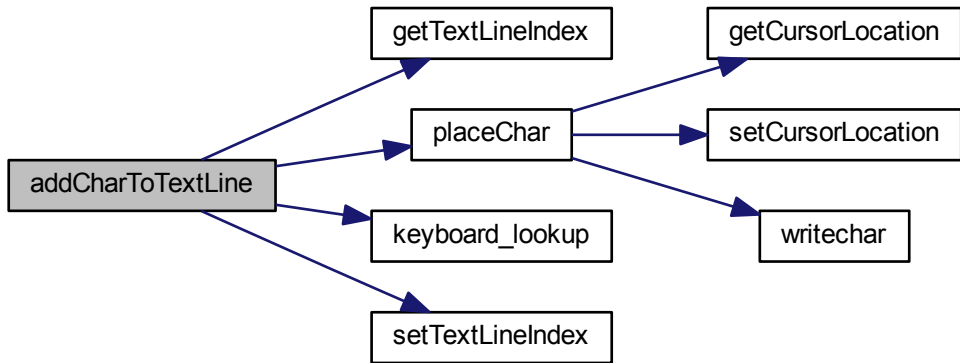 addCharToTextLine
getTextLineIndex
placeChar
keyboard_lookup
setTextLineIndex
getCursorLocation
setCursorLocation
writechar